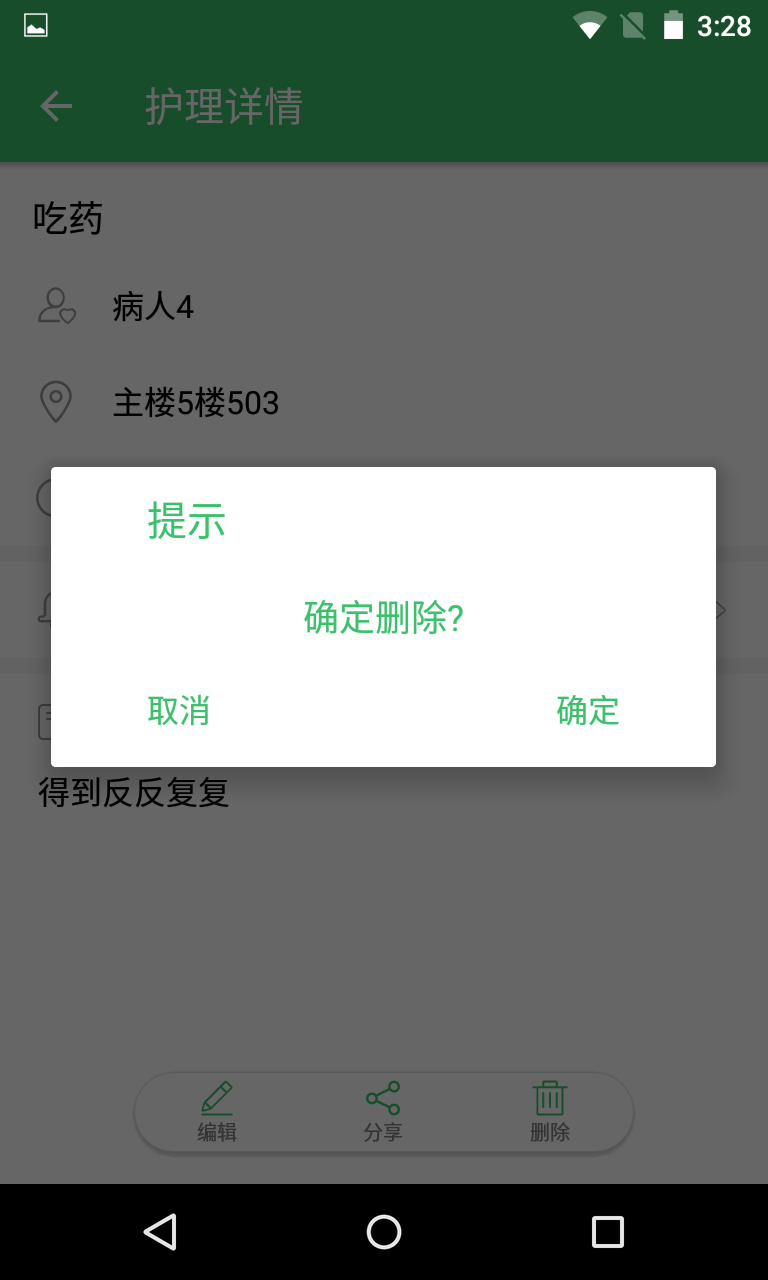 3:28
护理详情
吃药
病人4
主楼5楼503
提示
确定删除?
取消 确定
得到反反复复
编辑 分享 删除